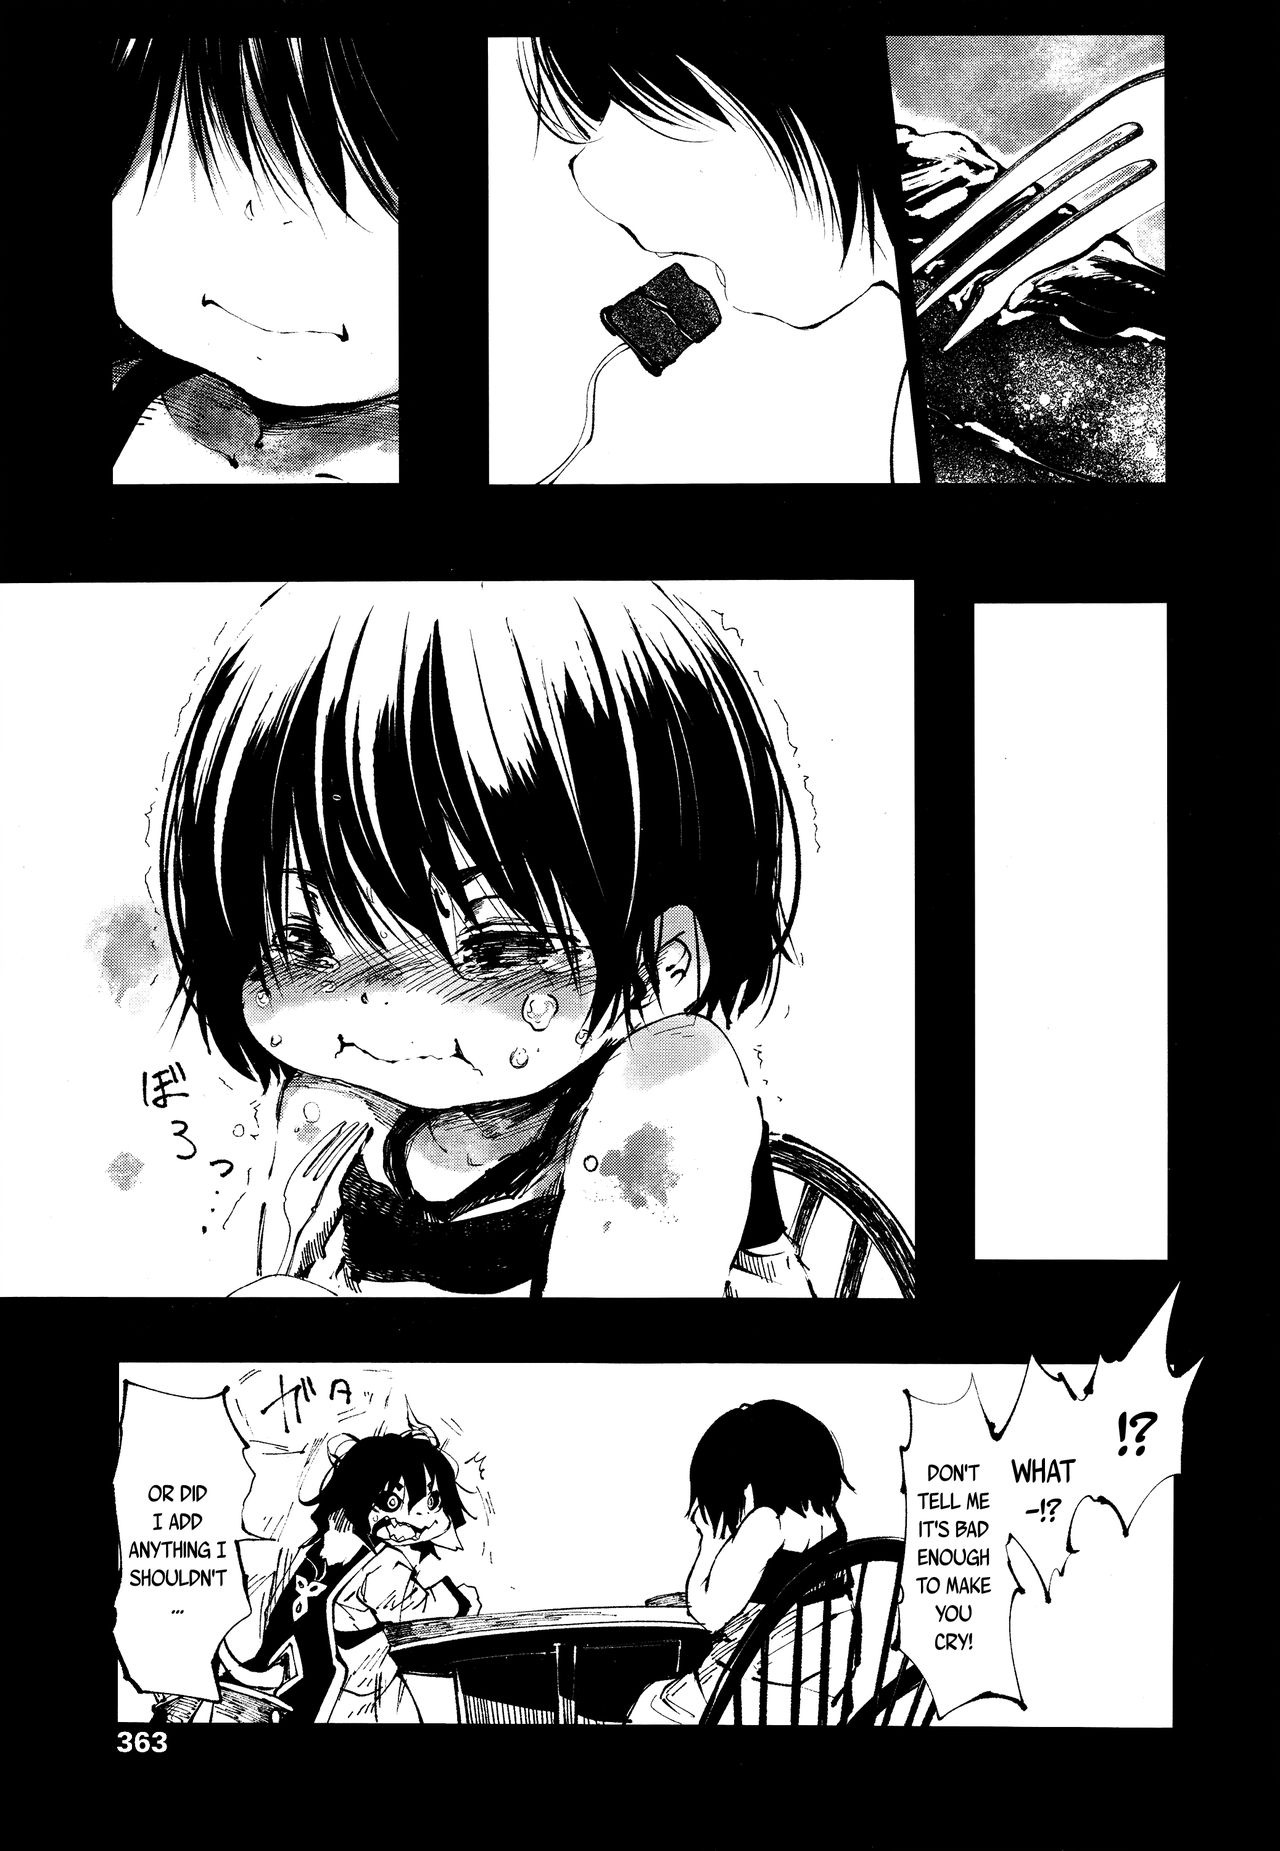 ぼ
ろ
っ
…
!?
WHAT
-!?
DON'T
TELL ME
IT'S BAD
ENOUGH
TO MAKE
YOU
CRY!
ガタ
OR DID
I ADD
ANYTHING I
SHOULDN'T
...
363